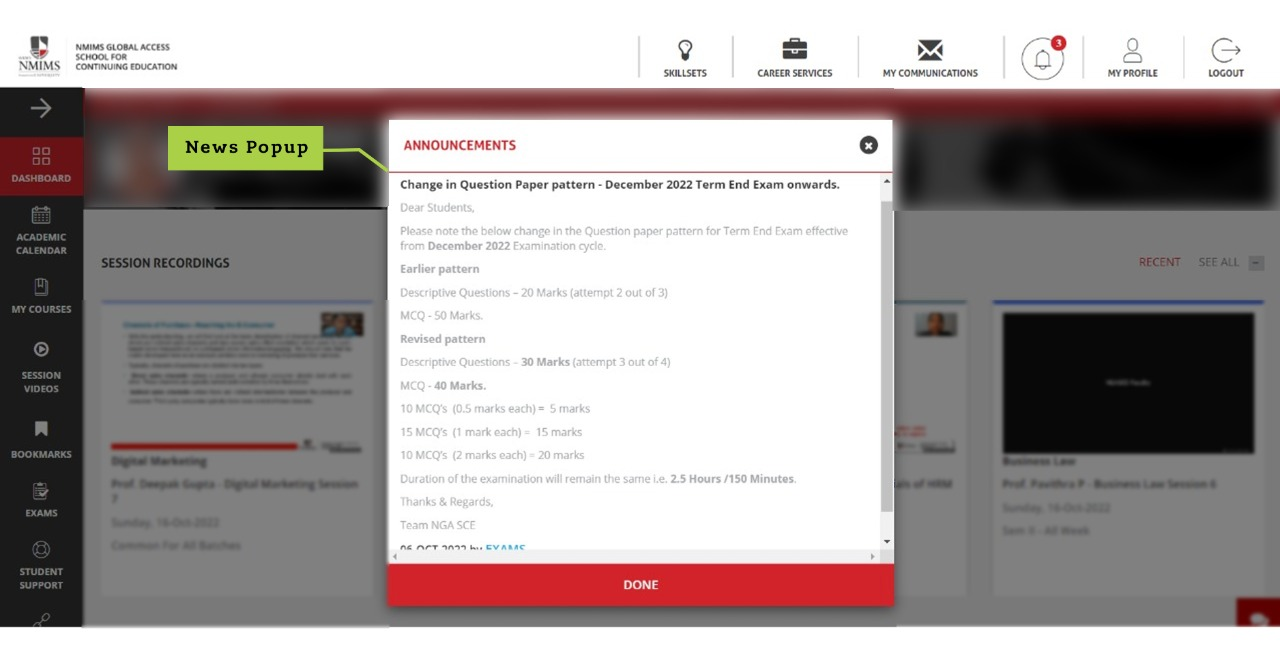 NMIMS GLOBAL ACCESS
SCHOOL FOR
CONTINUING EDUCATION
NMIMS
SKILLSETS
CAREER SERVICES
MY COMMUNICATIONS
3
MY PROFILE
LOGOUT
News Popup
ANNOUNCEMENTS
DASHBOARD
ACADEMIC
CALENDAR
MY COURSES
SESSION
VIDEOS
BOOKMARKS
EXAMS
STUDENT
SUPPORT
Change in Question Paper pattern - December 2022 Term End Exam onwards.
Dear Students,
Please note the below change in the Question paper pattern for Term End Exam effective
from December 2022 Examination cycle.
Earlier pattern
Descriptive Questions – 20 Marks (attempt 2 out of 3)
MCQ - 50 Marks.
Revised pattern
Descriptive Questions – 30 Marks (attempt 3 out of 4)
MCQ - 40 Marks.
10 MCQ's (0.5 marks each) = 5 marks
15 MCQ's (1 mark each) = 15 marks
10 MCQ's (2 marks each) = 20 marks
Duration of the examination will remain the same i.e. 2.5 Hours /150 Minutes.
Thanks & Regards,
Team NGA SCE
06 OCT 2022 by EXAMS
DONE
SESSION RECORDINGS
RECENT SEE ALL
Digital Marketing
Prof. Deepak Gupta - Digital Marketing Session
7
Sunday, 16-Oct-2022
Common For All Batches
of HRM
Business Law
Prof. Pavithra P - Business Law Session 6
Sunday, 16-Oct-2022
Sem X - All Week